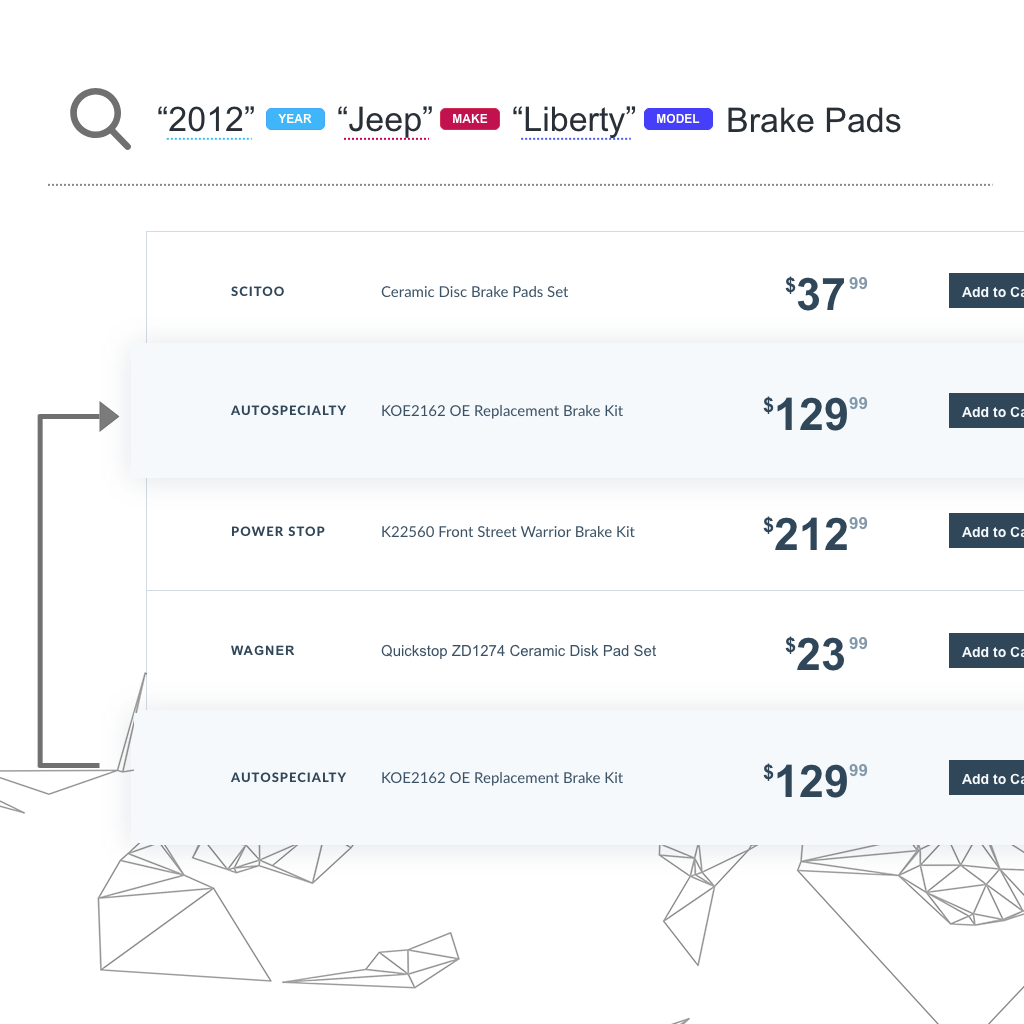 “2012” YEAR “Jeep” MAKE “Liberty” MODEL Brake Pads
SCITOO Ceramic Disc Brake Pads Set $37 99 Add to Ca
AUTOSPECIALTY KOE2162 OE Replacement Brake Kit $129 99 Add to Ca
POWER STOP K22560 Front Street Warrior Brake Kit $212 99 Add to Ca
WAGNER Quickstop ZD1274 Ceramic Disk Pad Set $23 99 Add to Ca
AUTOSPECIALTY KOE2162 OE Replacement Brake Kit $129 99 Add to Ca